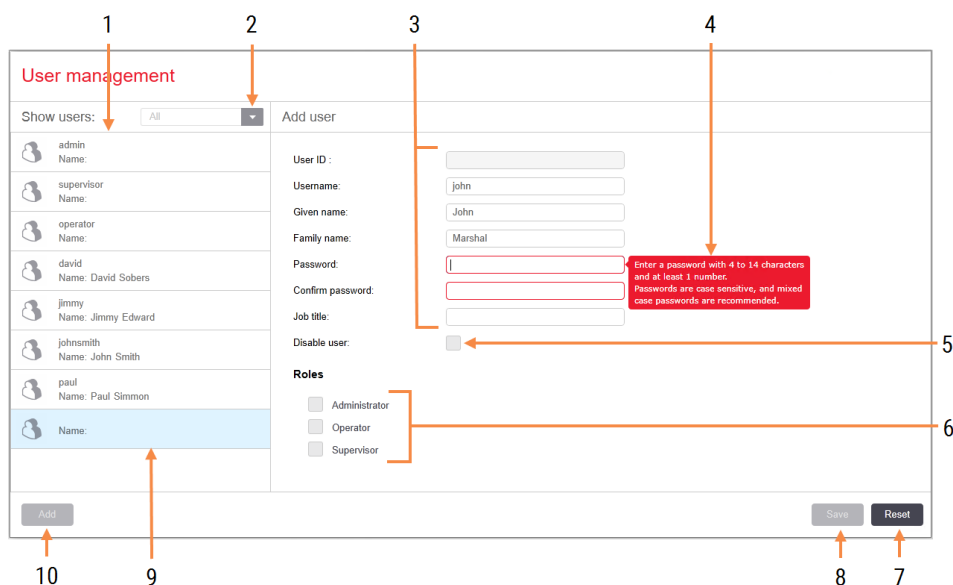 1 2 3 4
User management
Show users: All Add user
admin
Name:
supervisor
Name:
operator
Name:
david
Name: David Sobers
jimmy
Name: Jimmy Edward
johnsmith
Name: John Smith
paul
Name: Paul Simmon
Name:
User ID :
Username: john
Given name: John
Family name: Marshal
Password:
Confirm password:
Enter a password with 4 to 14 characters
and at least 1 number.
Passwords are case sensitive, and mixed
case passwords are recommended.
Job title:
Disable user: 5
Roles
Administrator
Operator
Supervisor
6
Add Save Reset
10 9 8 7